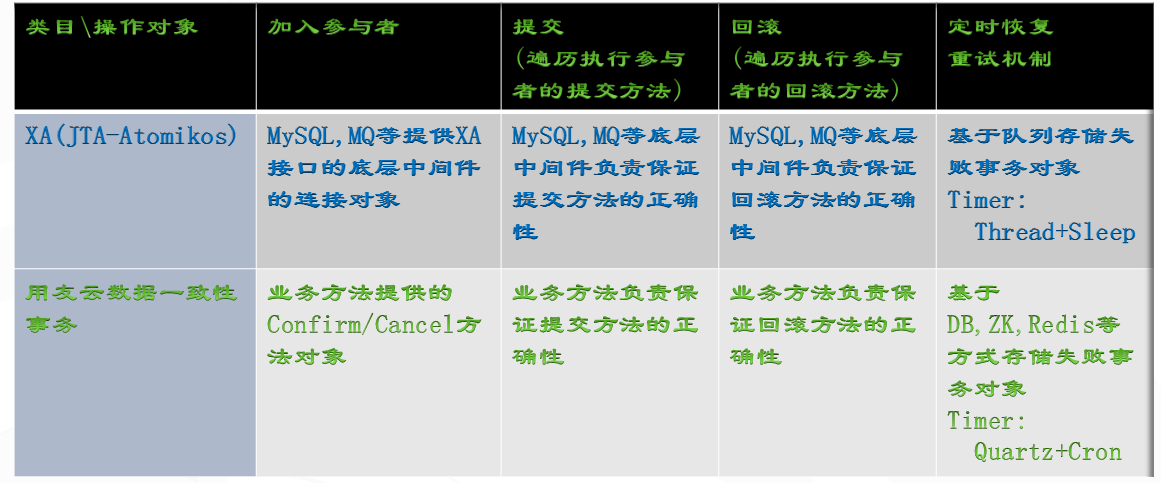 类目\操作对象
加入参与者
提交
(遍历执行参与
者的提交方法)
回滚
(遍历执行参与
者的回滚方法)
定时恢复
重试机制
XA(JTA-Atomikos)
MySQL,MQ等提供XA
接口的底层中间件
的连接对象
MySQL,MQ等底层
中间件负责保证
提交方法的正确
性
MySQL,MQ等底层
中间件负责保证
回滚方法的正确
性
基于队列存储失
败事务对象
Timer:
Thread+Sleep
用友云数据一致性
事务
业务方法提供的
Confirm/Cancel方
法对象
业务方法负责保
证提交方法的正
确性
业务方法负责保
证回滚方法的正
确性
基于
DB,ZK,Redis等
方式存储失败事
务对象
Timer:
Quartz+Cron